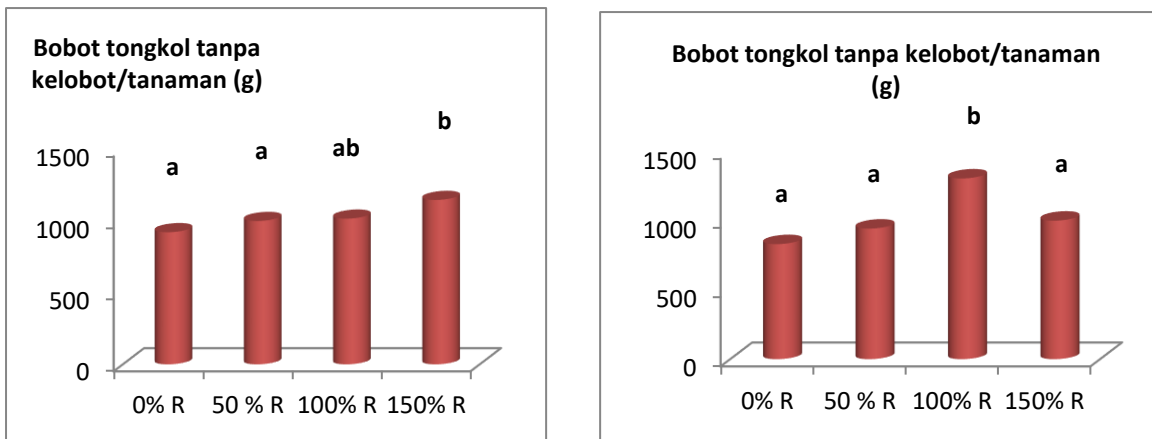 Bobot tongkol tanpa
kelobot/tanaman (g)
b
a
a
ab
1500
1000
500
0
0% R 50 % R 100% R 150% R
Bobot tongkol tanpa kelobot/tanaman
(g)
b
a
a
a
1500
1000
500
0
0% R 50 % R 100% R 150% R